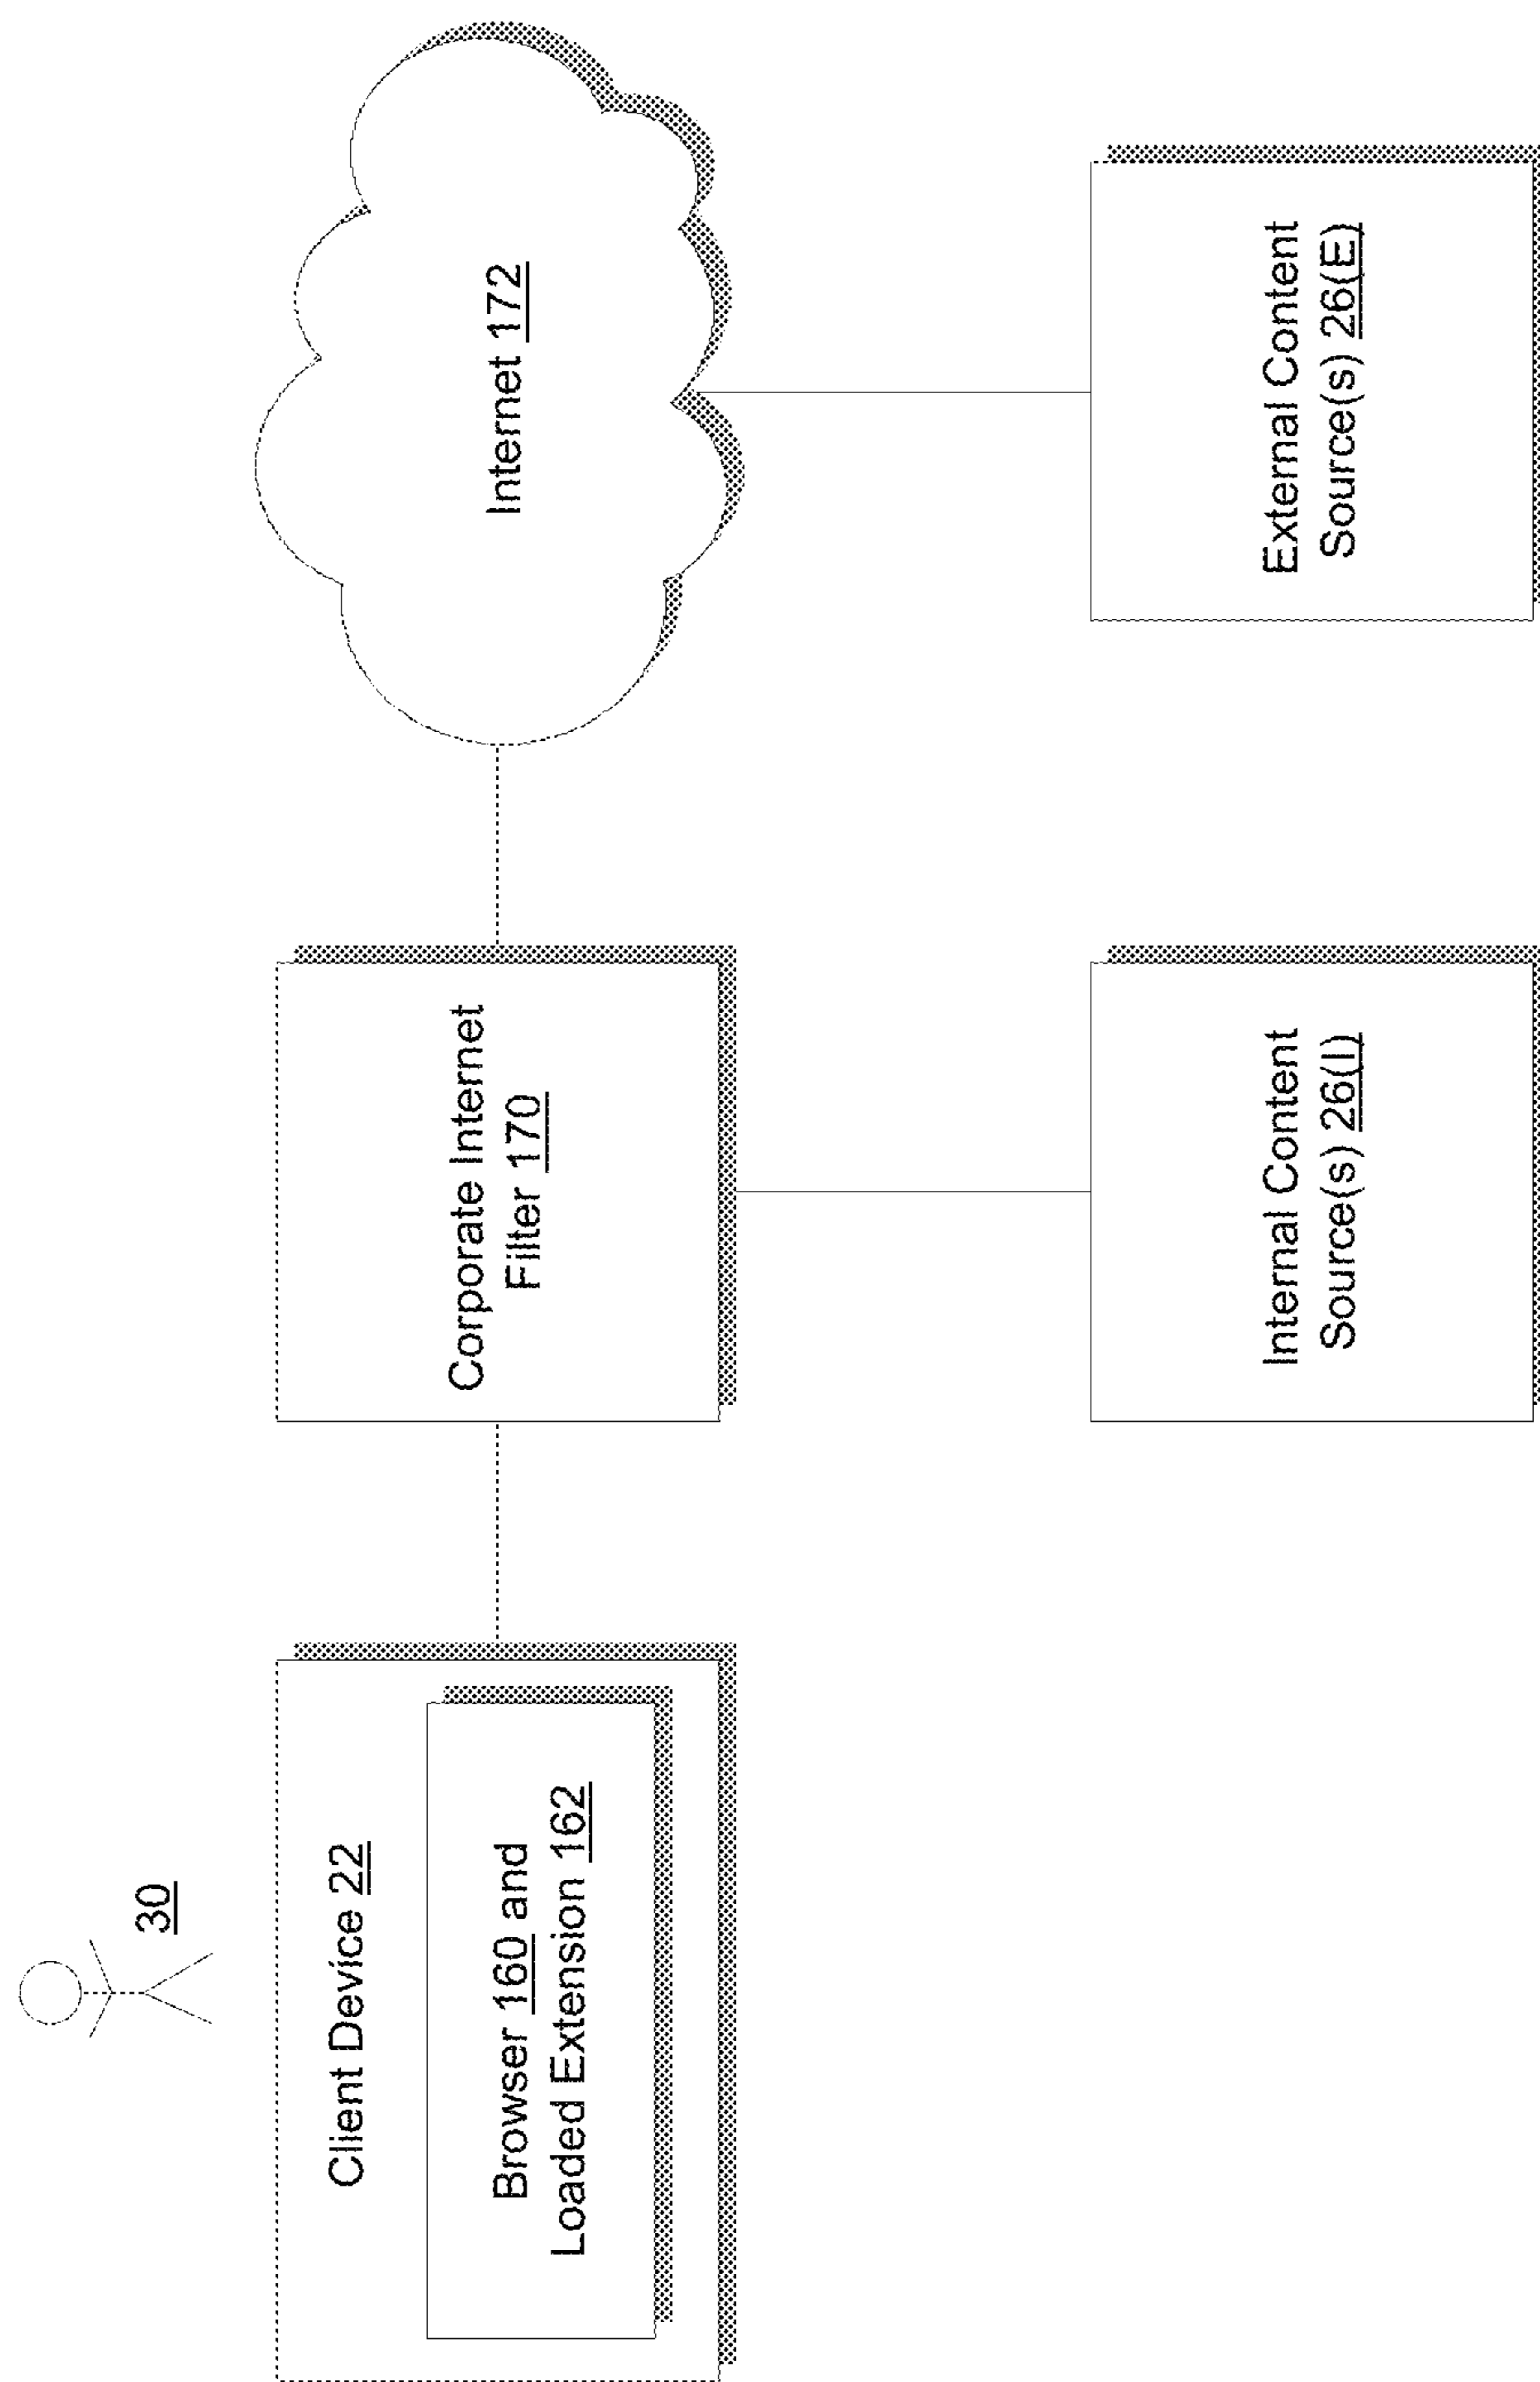 30
Client Device 22
Browser 160 and
Loaded Extension 162
Corporate Internet
Filter 170
Internet 172
Internal Content
Source(s) 26(I)
External Content
Source(s) 26(E)